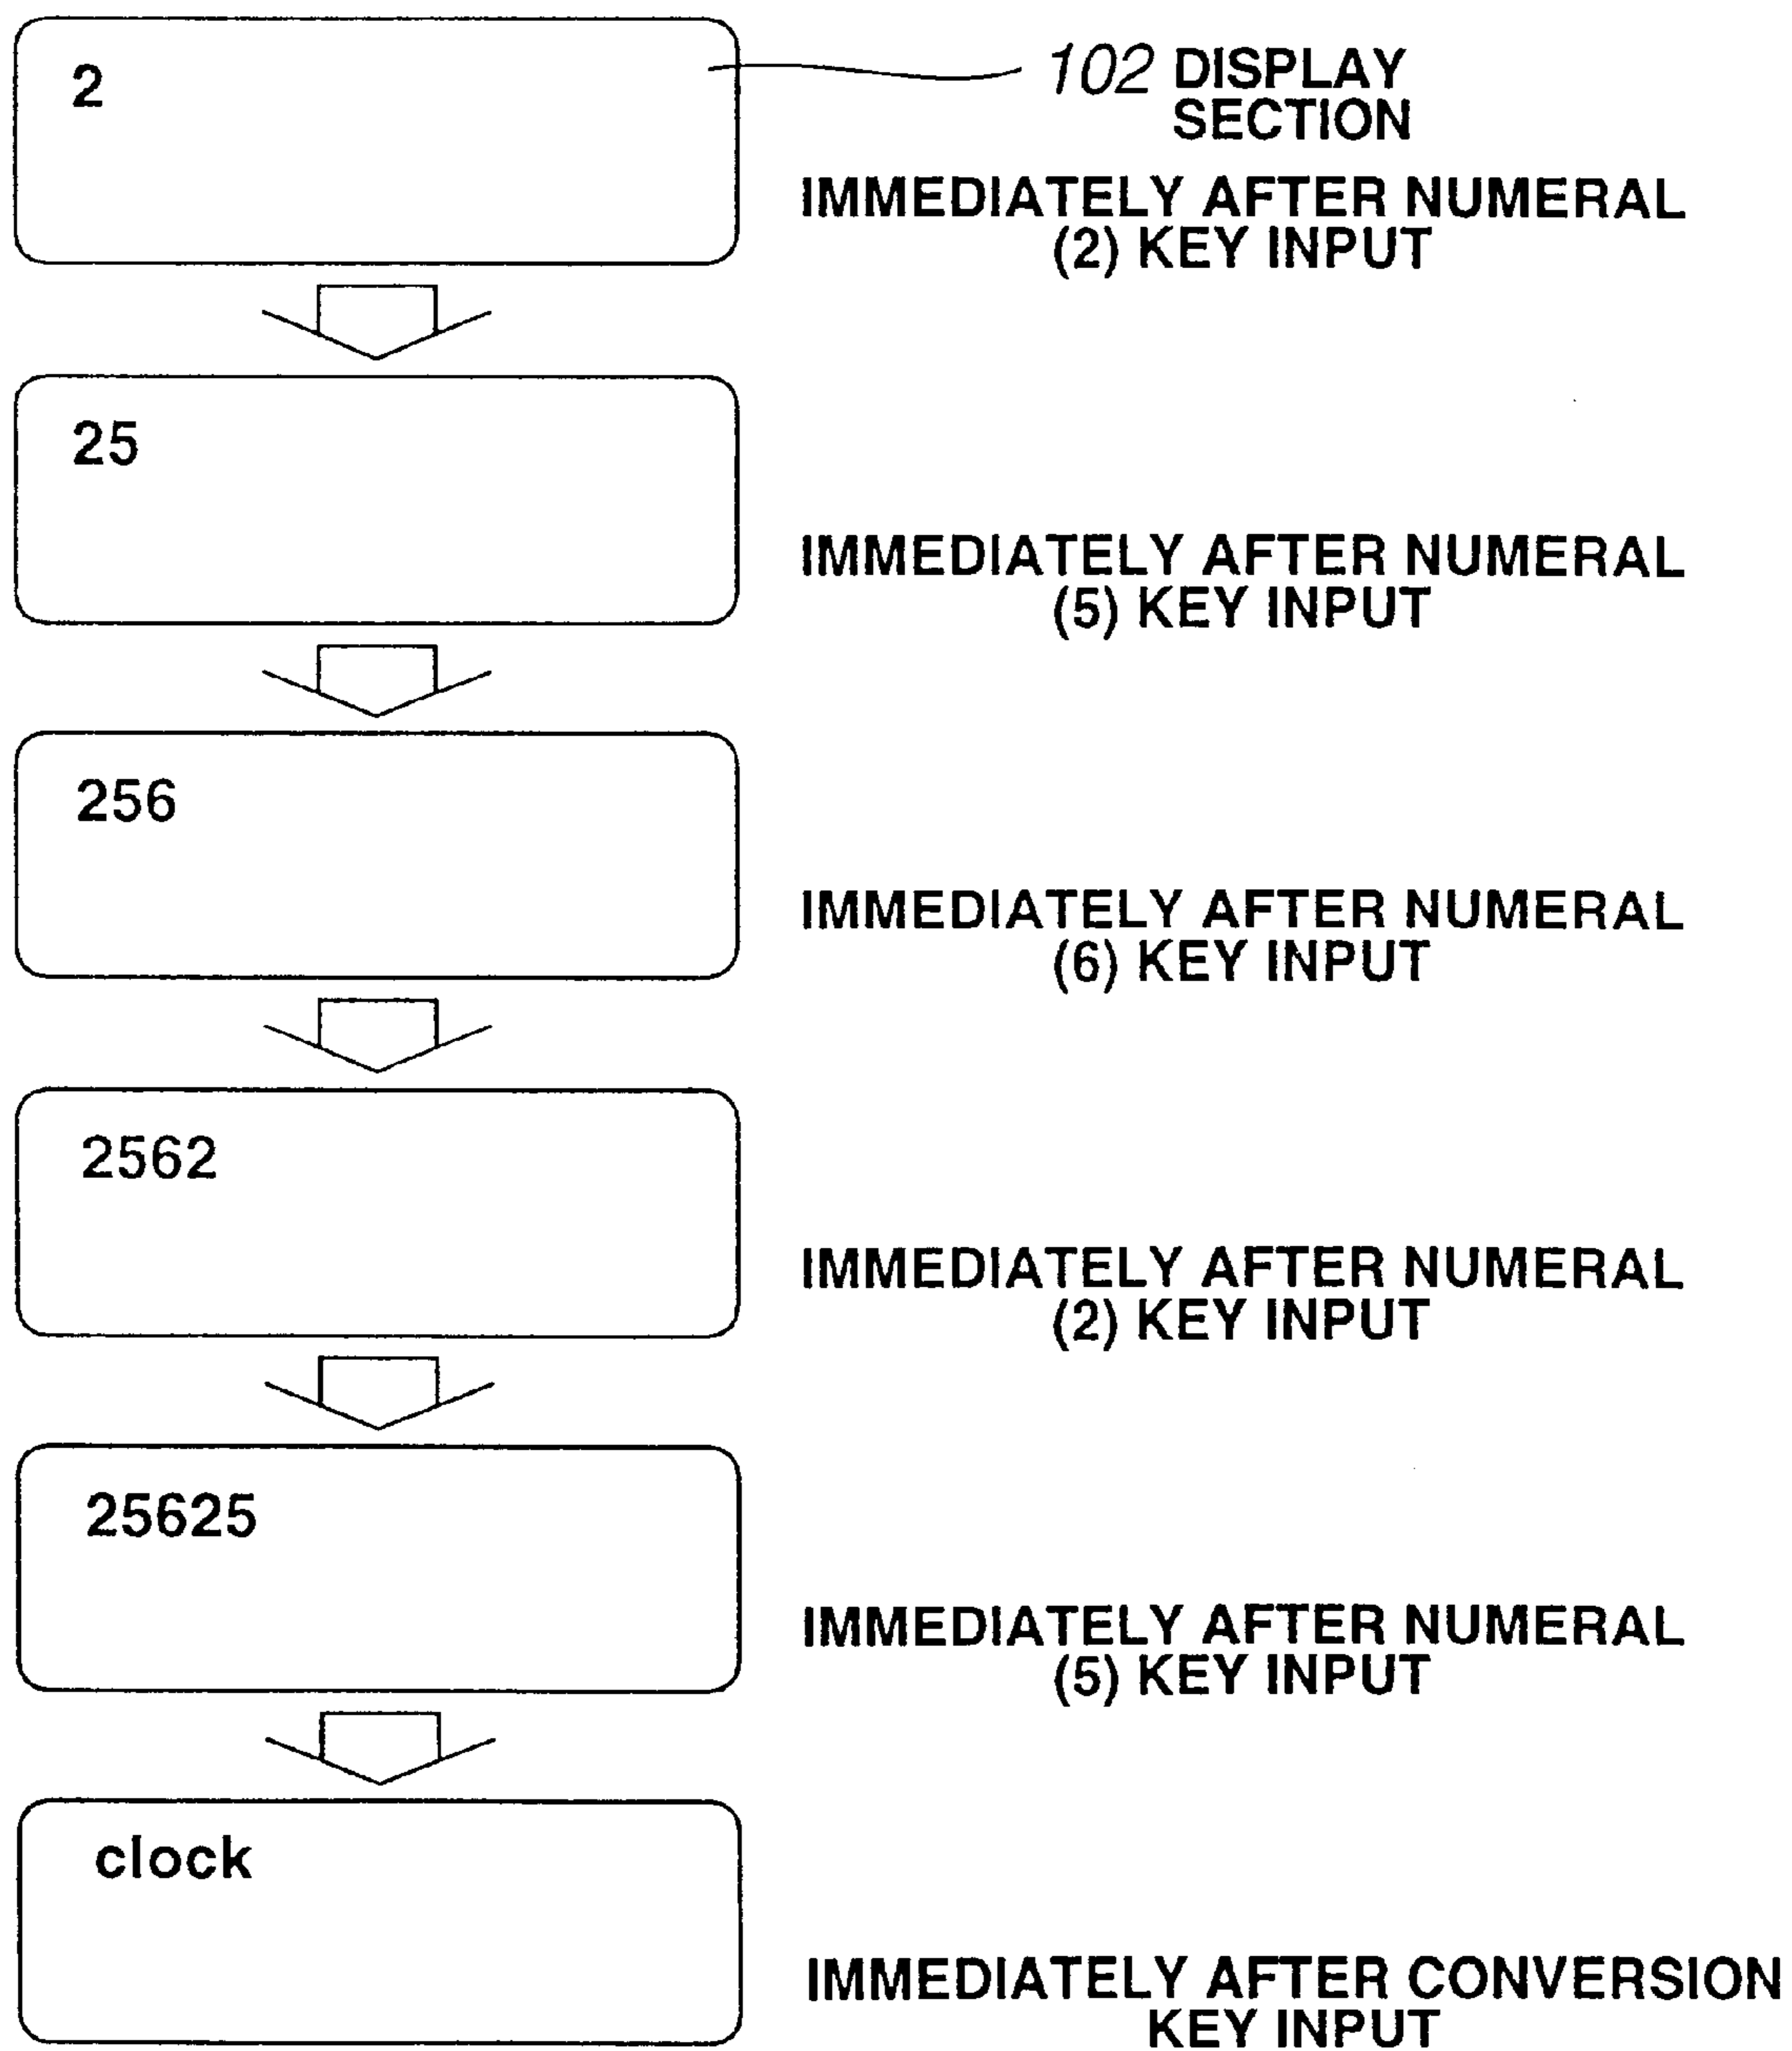 2
102 DISPLAY
SECTION
IMMEDIATELY AFTER NUMERAL
(2) KEY INPUT
25
IMMEDIATELY AFTER NUMERAL
(5) KEY INPUT
256
IMMEDIATELY AFTER NUMERAL
(6) KEY INPUT
2562
IMMEDIATELY AFTER NUMERAL
(2) KEY INPUT
25625
IMMEDIATELY AFTER NUMERAL
(5) KEY INPUT
clock
IMMEDIATELY AFTER CONVERSION
KEY INPUT